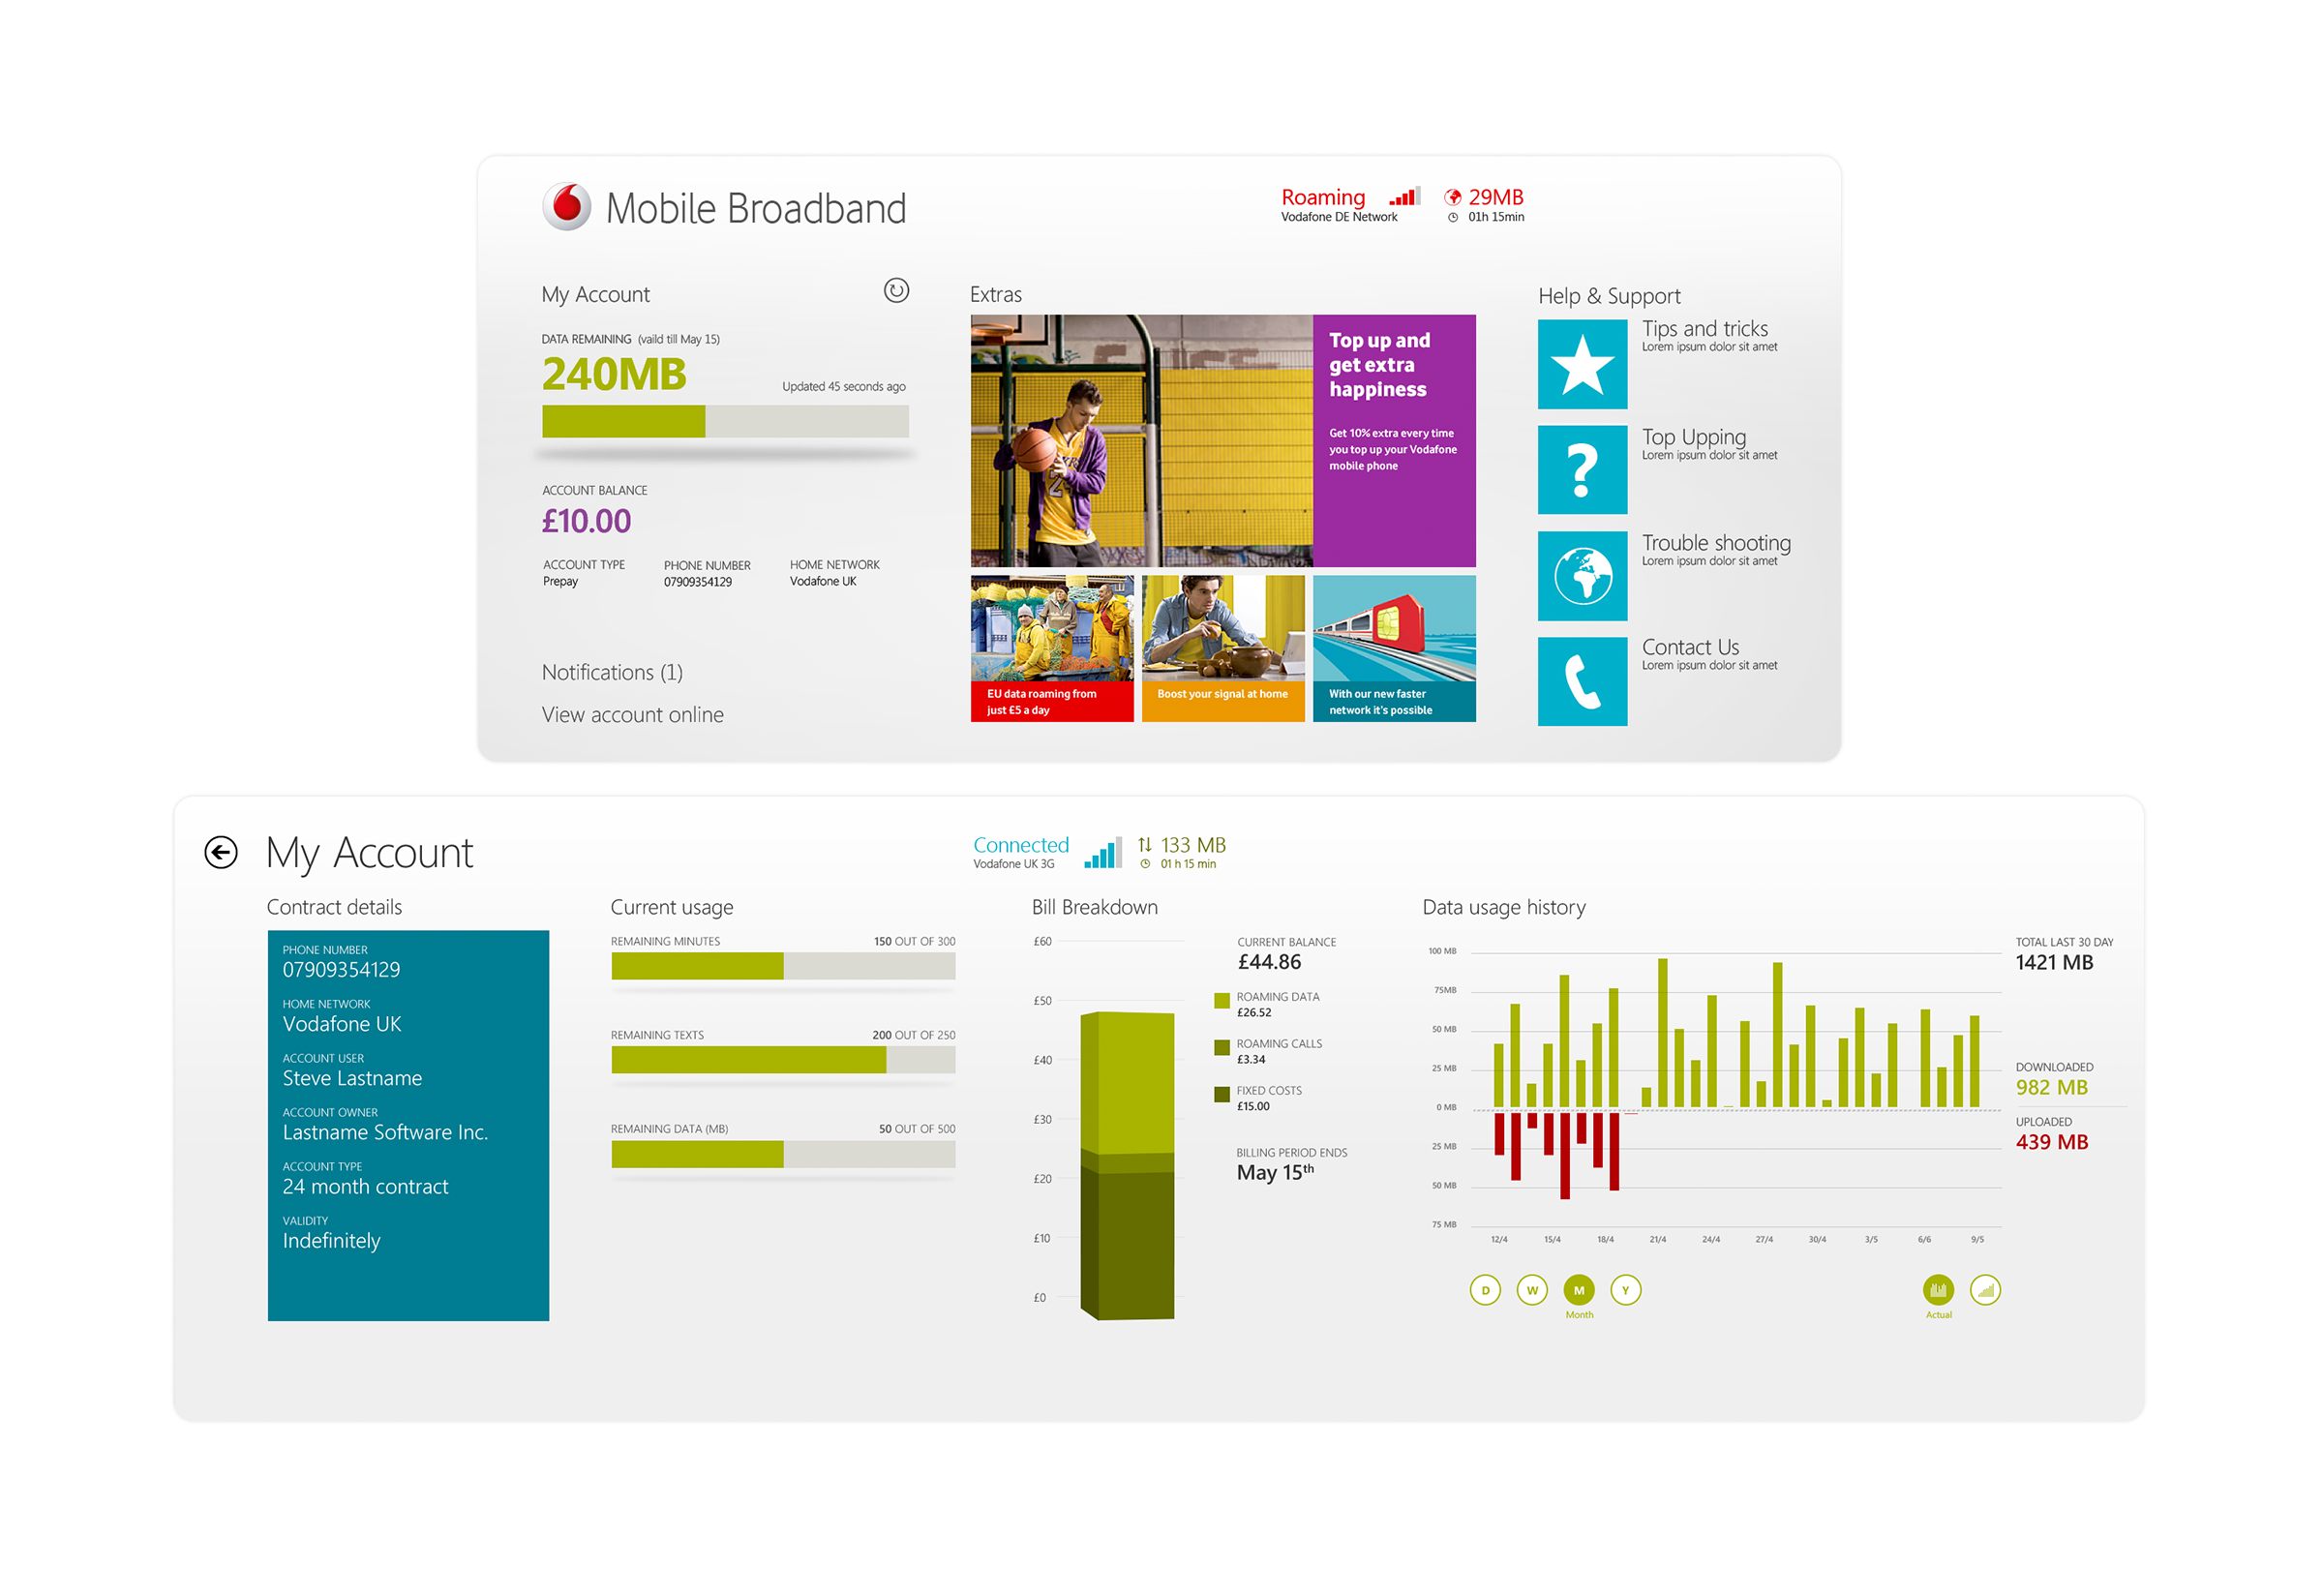 Mobile Broadband
Roaming
Vodafone DE Network
29MB
01h 15min
My Account
DATA REMAINING (vaild till May 15)
240MB
Updated 45 seconds ago
ACCOUNT BALANCE
£10.00
ACCOUNT TYPE
Prepay
PHONE NUMBER
07909354129
HOME NETWORK
Vodafone UK
Notifications (1)
View account online
Extras
Top up and
get extra
happiness
Get 10% extra every time
you top up your Vodafone
mobile phone
EU data roaming from
just £5 a day
Boost your signal at home
With our new faster
network it's possible
Help & Support
Tips and tricks
Lorem ipsum dolor sit amet
Top Upping
Lorem ipsum dolor sit amet
Trouble shooting
Lorem ipsum dolor sit amet
Contact Us
Lorem ipsum dolor sit amet
My Account
Connected
Vodafone UK 3G
133 MB
01 h 15 min
Contract details
PHONE NUMBER
07909354129
HOME NETWORK
Vodafone UK
ACCOUNT USER
Steve Lastname
ACCOUNT OWNER
Lastname Software Inc.
ACCOUNT TYPE
24 month contract
VALIDITY
Indefinitely
Current usage
REMAINING MINUTES 150 OUT OF 300
REMAINING TEXTS 200 OUT OF 250
REMAINING DATA (MB) 50 OUT OF 500
Bill Breakdown
£60
£50
£40
£30
£20
£10
£0
CURRENT BALANCE
£44.86
ROAMING DATA
£26.52
ROAMING CALLS
£3.34
FIXED COSTS
£15.00
BILLING PERIOD ENDS
May 15th
Data usage history
100 MB
75MB
50 MB
25 MB
0 MB
25 MB
50 MB
75 MB
12/4 15/4 18/4 21/4 24/4 27/4 30/4 3/5 6/6 9/5
D W M Y
Month
Actual
TOTAL LAST 30 DAY
1421 MB
DOWNLOADED
982 MB
UPLOADED
439 MB